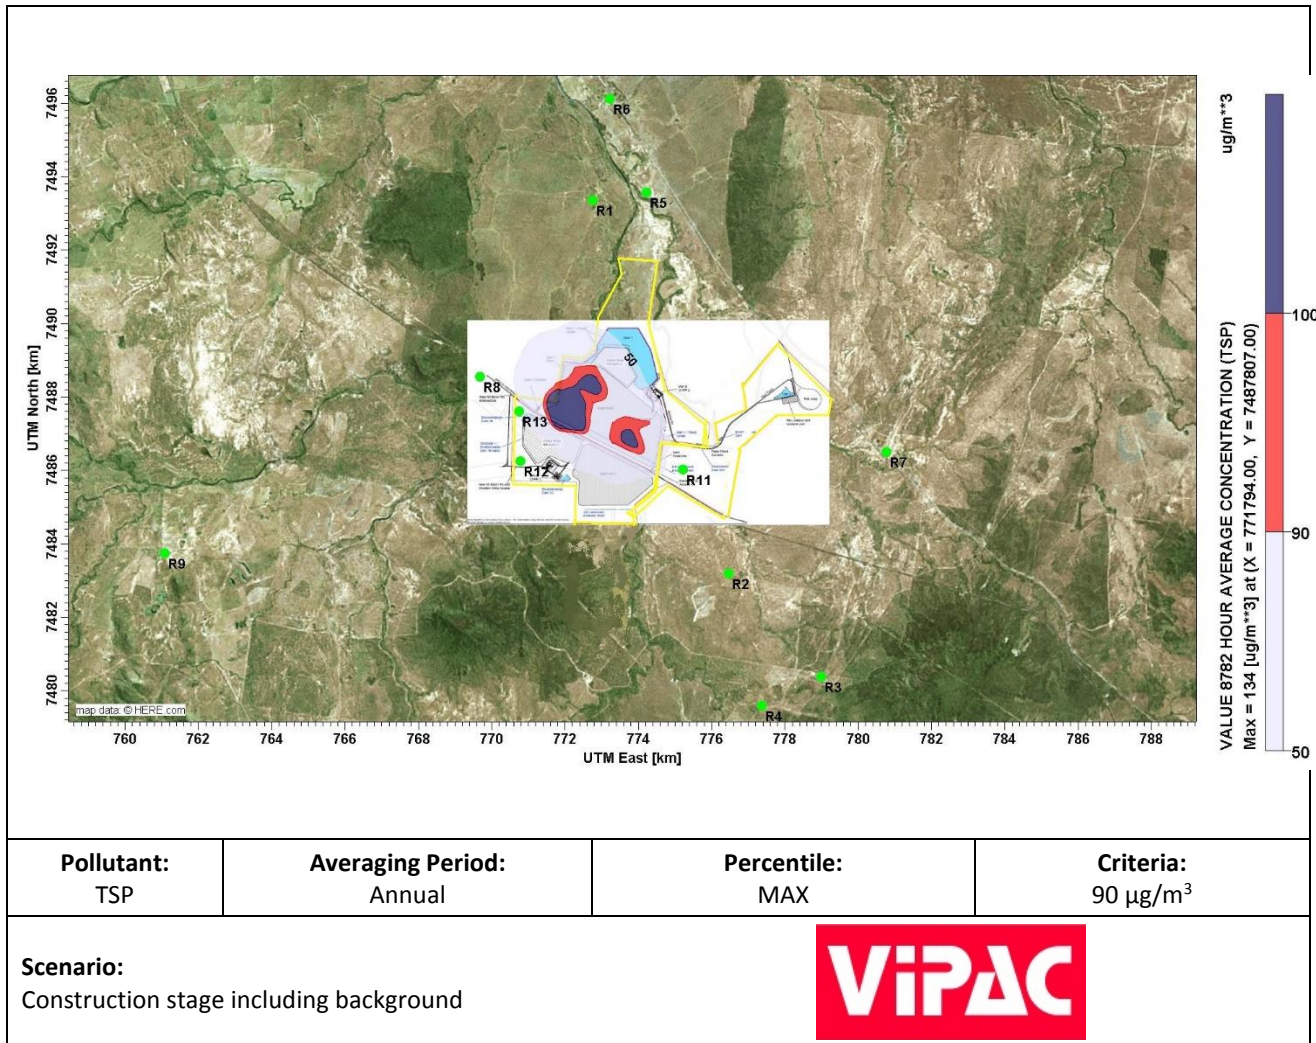 R6
R1
R5
R8
50
R13
R12
R11
R7
R9
R2
R3
R4
map data: © HERE.com
UTM North [km]
7496
7494
7492
7490
7488
7486
7484
7482
7480
760 762 764 766 768 770 772 774 776 778 780 782 784 786 788
UTM East [km]
ug/m**3
VALUE 8782 HOUR AVERAGE CONCENTRATION (TSP)
Max = 134 [ug/m**3] at (X = 771794.00, Y = 7487807.00)
100
90
50
Pollutant:
TSP
Averaging Period:
Annual
Percentile:
MAX
Criteria:
90 µg/m³
Scenario:
Construction stage including background
ViPAC